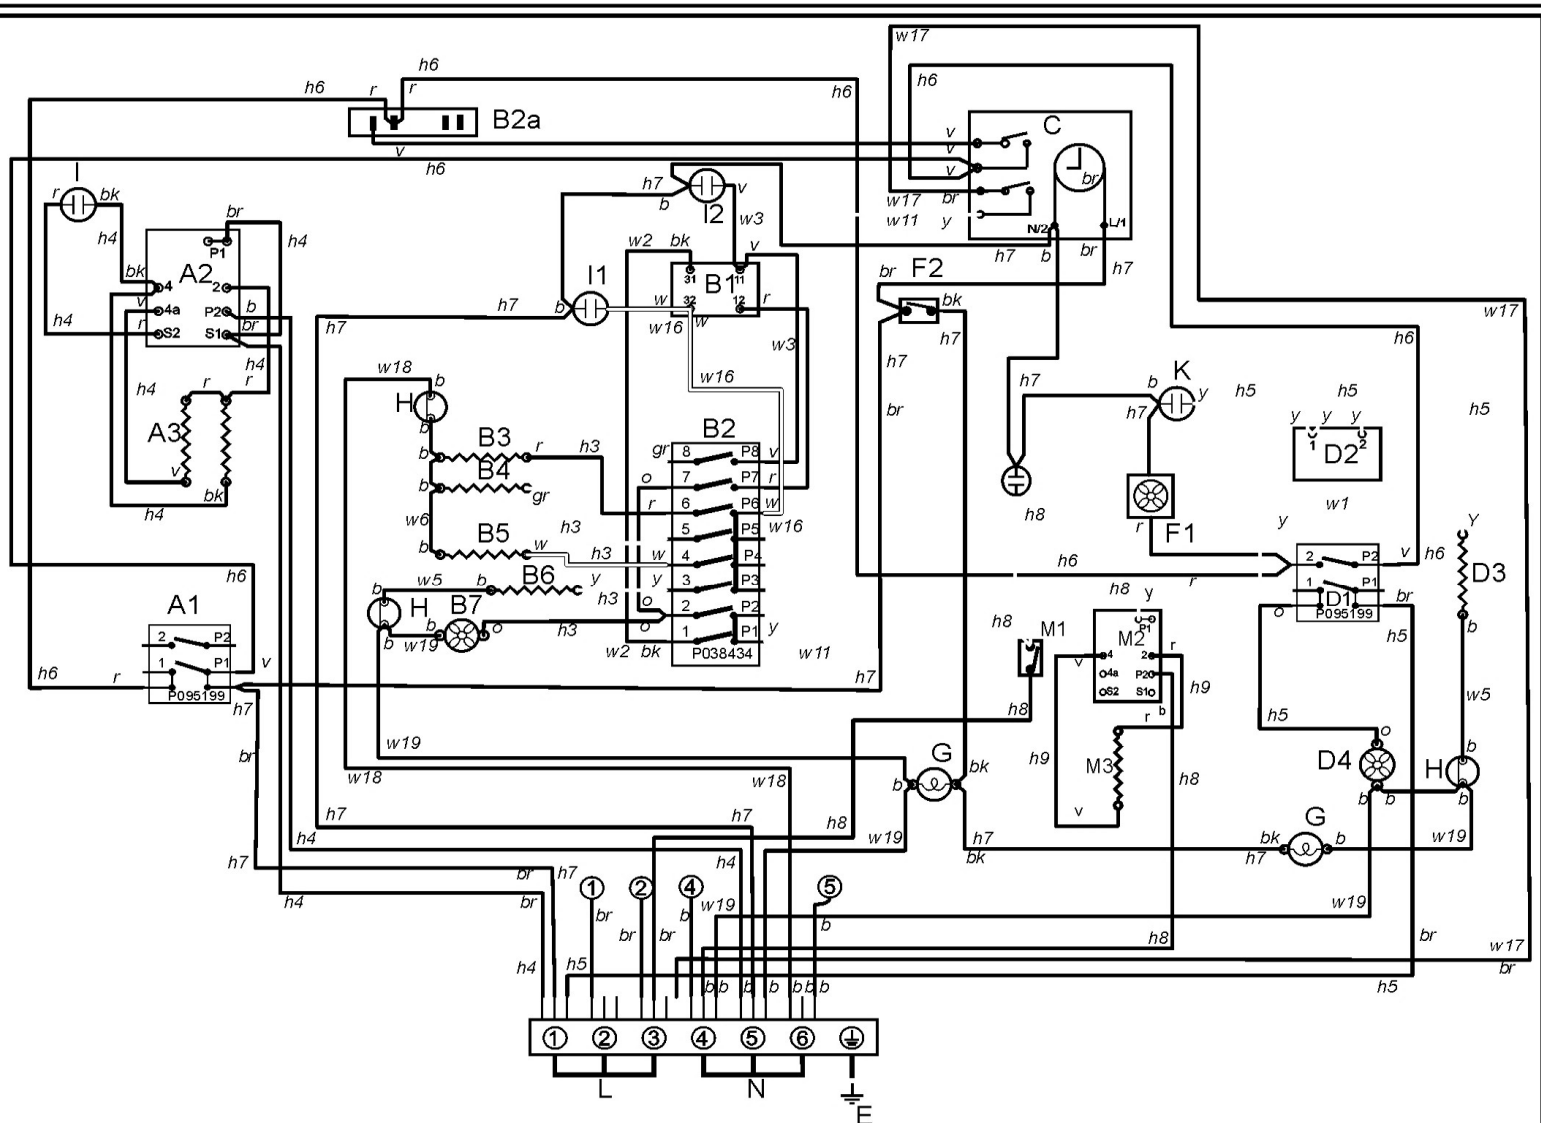 w17
h6
h6 r r
h6
h6
B2a
C
v
v
v
h6
I
r bk
h7
b
v
I2
br
w17 br
w11 y
N/2 L/1
br
h4
h4
P1
w3
w2 bk v
h7 b br
h7
A2
bk
4 2
v
4a P2 b
r
S2 S1 br
h4
h4
I1
31 11
B1
32 12
r
w
w
w16
w3
b
h7
h7
F2
br bk
h7
h7
w17
h6
h4
r r
w18
b
H
b
w16
br
h7
b K
y
h7
h5 h5
h5
A3
v
bk
h4
B3
r h3
b
B4
b
gr
w6
B5
b
w
h3
h3
B2
gr
8 P8 v
o
7 P7 r
r
6 P6 w
w16
5 P5
w
4 P4
y
3 P3
o
2 P2
o
1 P1 y
P038434
w2 bk
w11
y y y
1 D2 2
w1
h8
r F1
y
h6
r
h8
2 P2 v h6
1 P1 br
D1
P095199
o
h5
Y
D3
b
w5
h6
A1
2 P2
1 P1 v
P095199
h6 r
h7
br
w5 b
B6
y
h3
b
H
B7
b
w19
b
o
h3
h7
h8
M1
y
P1
M2
v
4 2 r
4a P2
S2 S1
b
h9
r
h8
h9
M3
v
h8
h5
o
D4
b b
H
b
b
w19
w18 w18
G
b
bk
h7
h4
h8
w19
h7
bk
G
bk b
h7
w19
h7
h4
br h7
br
h4
1 2 4 5
br br br b b
w19
h8
br
w17
br
h4 h5
h5
b b b b b b b
1 2 3 4 5 6
L N E